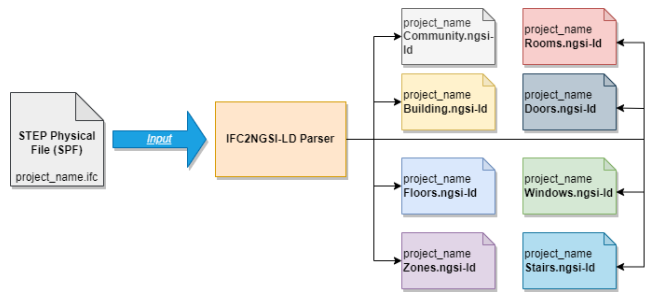 STEP Physical
File (SPF)
project_name.ifc
Input
IFC2NGSI-LD Parser
project_name
Community.ngsi-
ld
project_name
Building.ngsi-ld
project_name
Floors.ngsi-ld
project_name
Zones.ngsi-ld
project_name
Rooms.ngsi-ld
project_name
Doors.ngsi-ld
project_name
Windows.ngsi-ld
project_name
Stairs.ngsi-ld